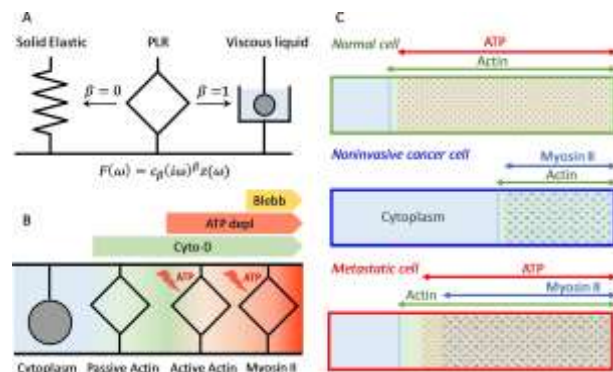 A
Solid Elastic
PLR
Viscous liquid
β = 0
β =1
F(ω) = cβ(iω)^β z(ω)
B
Blebb
ATP depl
Cyto-D
ATP
ATP
Cytoplasm
Passive Actin
Active Actin
Myosin II
C
Normal cell
ATP
Actin
Noninvasive cancer cell
Myosin II
Actin
Cytoplasm
Metastatic cell
ATP
Myosin II
Actin